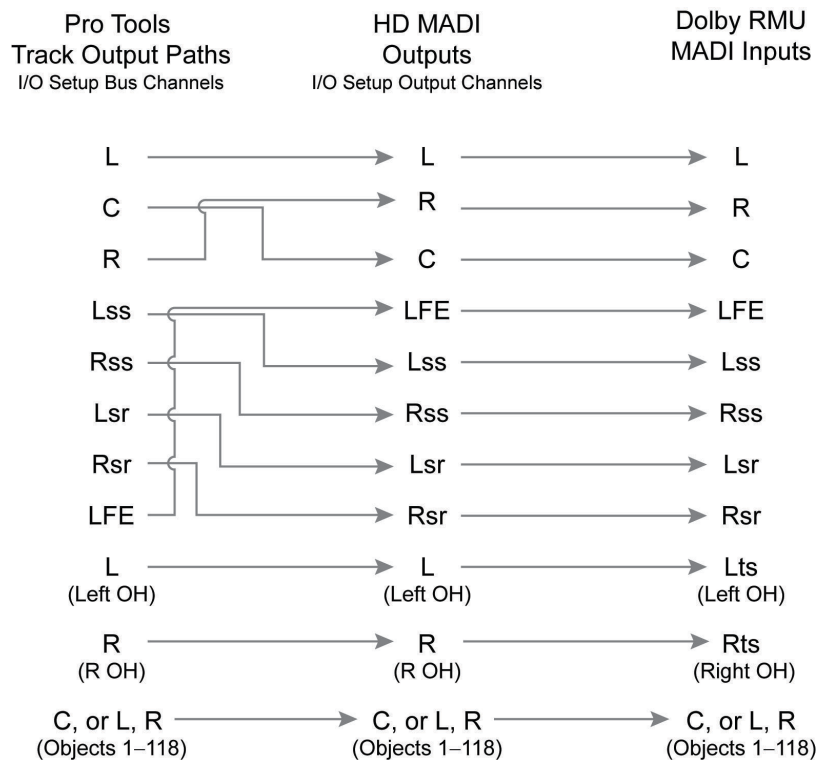 Pro Tools
Track Output Paths
I/O Setup Bus Channels
HD MADI
Outputs
I/O Setup Output Channels
Dolby RMU
MADI Inputs
L L L
C R R
R C C
Lss LFE LFE
Rss Lss Lss
Lsr Rss Rss
Rsr Lsr Lsr
LFE Rsr Rsr
L L Lts
(Left OH) (Left OH) (Left OH)
R R Rts
(R OH) (R OH) (Right OH)
C, or L, R C, or L, R C, or L, R
(Objects 1–118) (Objects 1–118) (Objects 1–118)